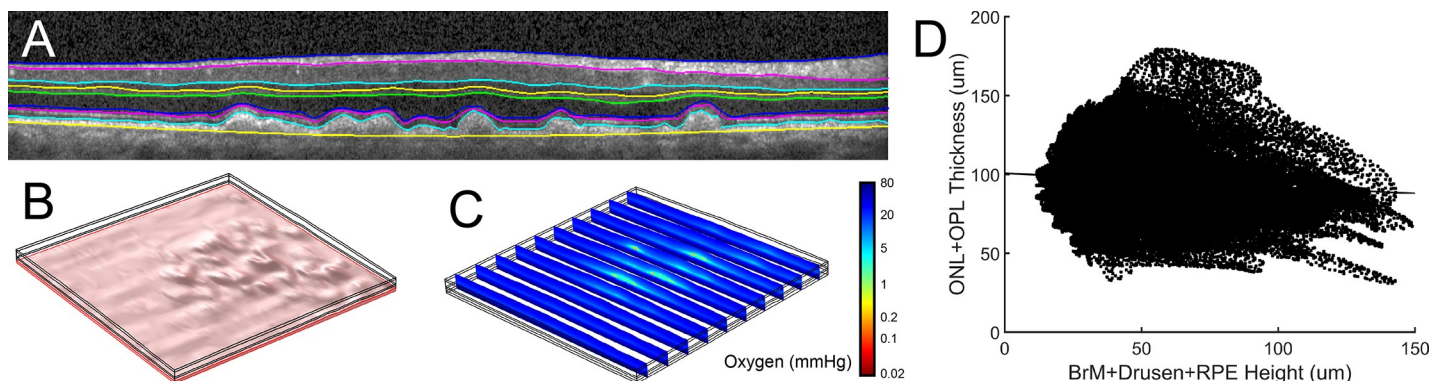 A
B
C
80
20
5
1
0.2
0.1
0.02
Oxygen (mmHg)
D
200
150
100
50
0
0 50 100 150
ONL+OPL Thickness (um)
BrM+Drusen+RPE Height (um)